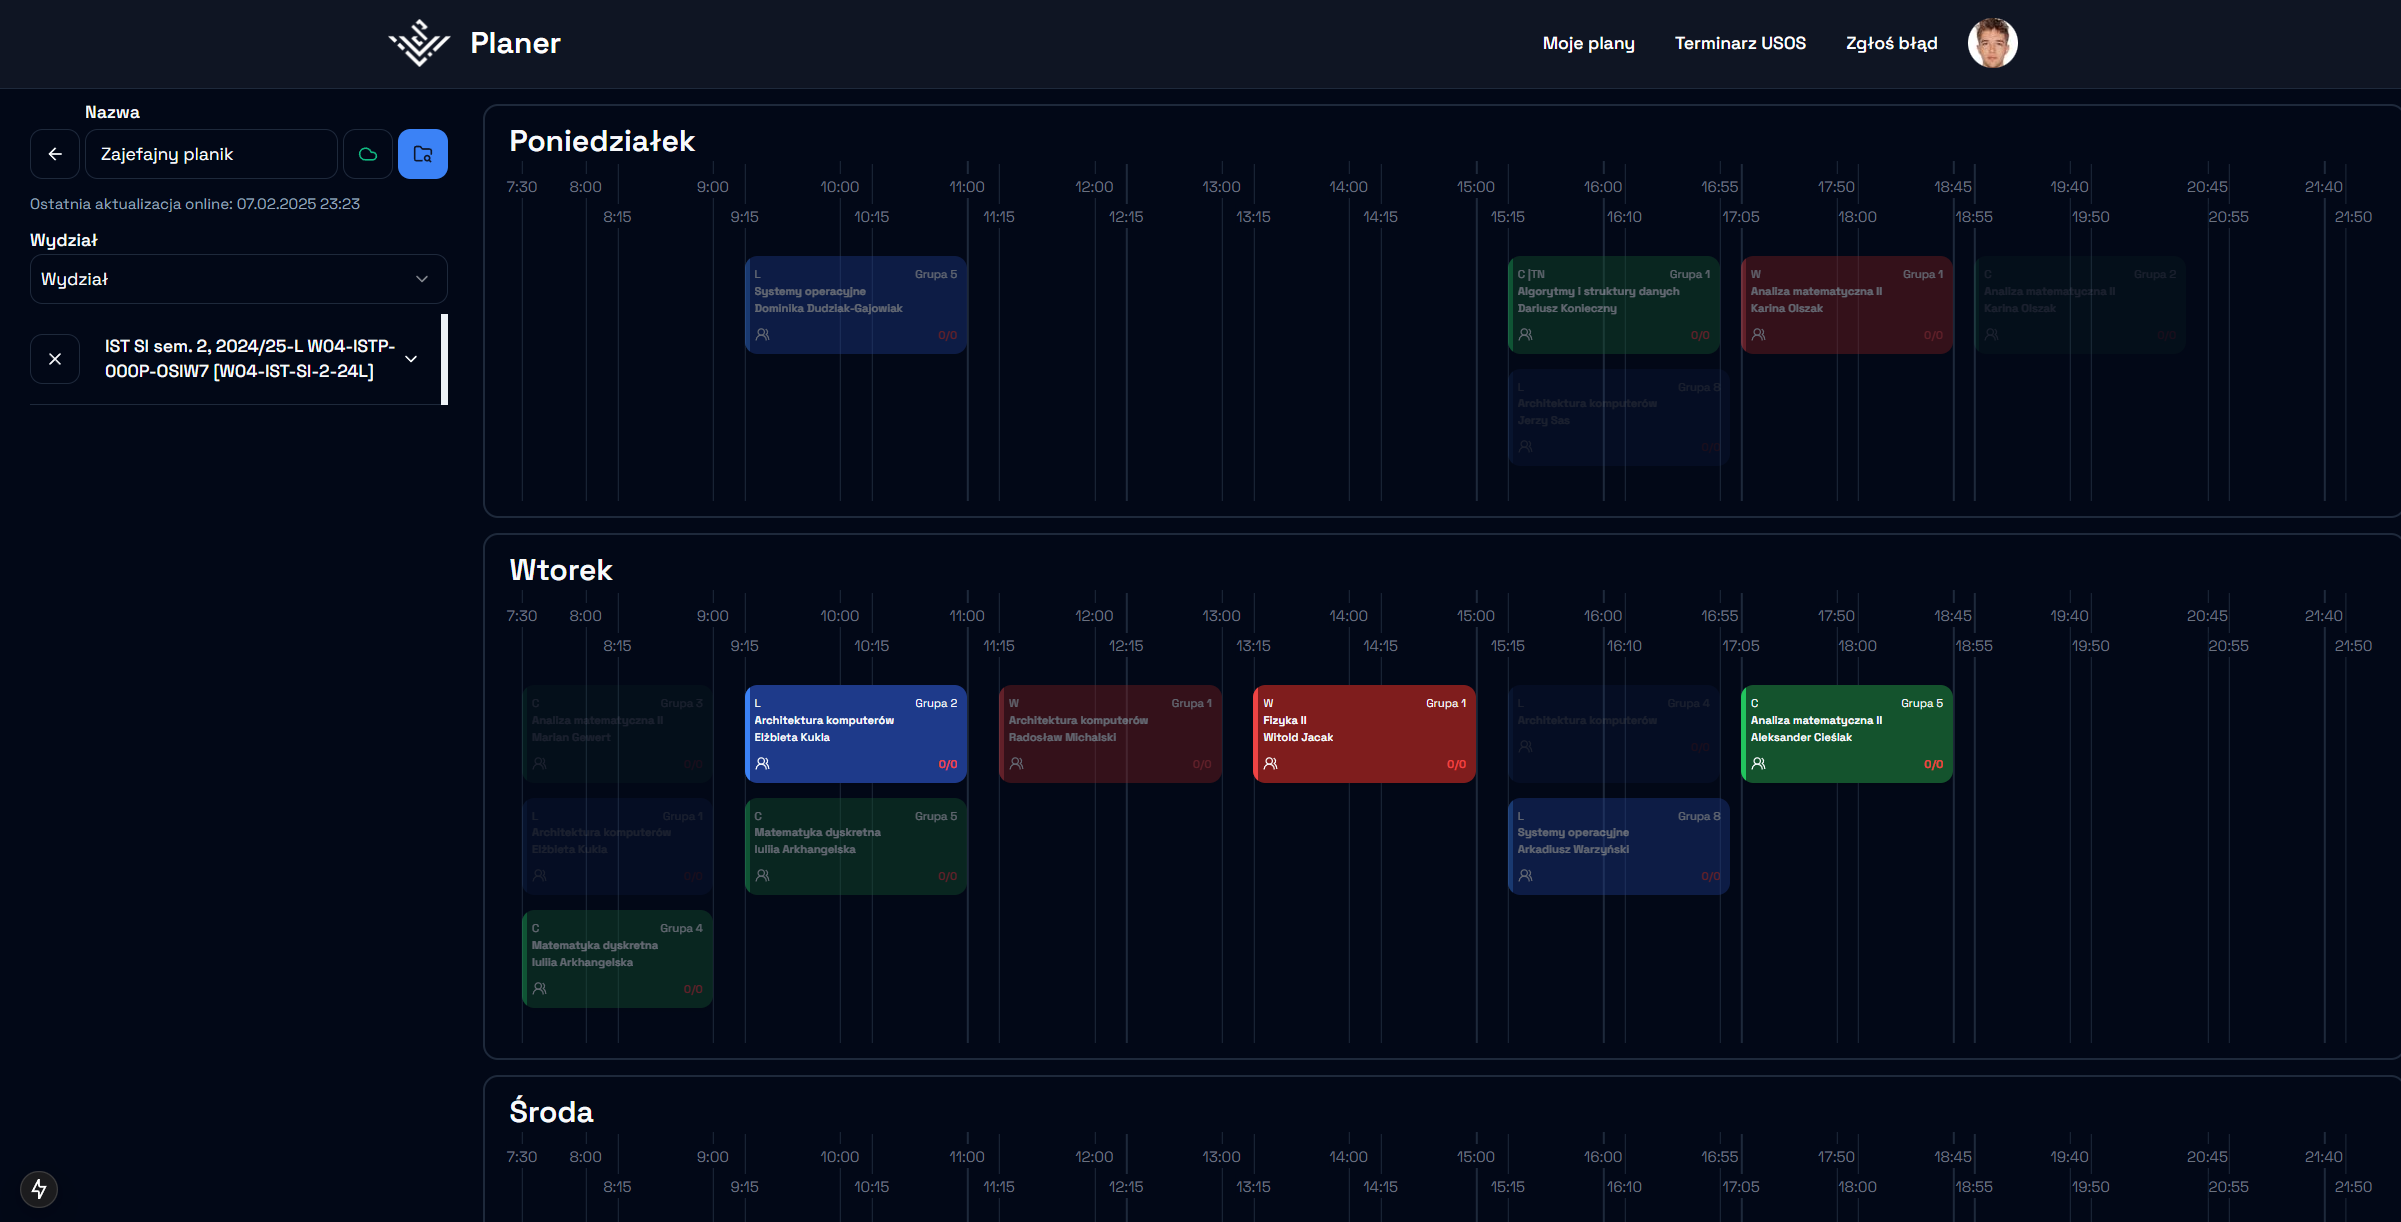 Planer
Moje plany
Terminarz USOS
Zgłoś błąd
Nazwa
Zajefajny planik
Ostatnia aktualizacja online: 07.02.2025 23:23
Wydział
Wydział
IST SI sem. 2, 2024/25-L W04-ISTP-
000P-OSIW7 [W04-IST-SI-2-24L]
Poniedziałek
7:30 8:00 9:00 10:00 11:00 12:00 13:00 14:00 15:00 16:00 16:55 17:50 18:45 19:40 20:45 21:40
8:15 9:15 10:15 11:15 12:15 13:15 14:15 15:15 16:10 17:05 18:00 18:55 19:50 20:55 21:50
L Grupa 5
Systemy operacyjne
Dominika Dudziak-Gajowiak
0/0
C |TN Grupa 1
Algorytmy i struktury danych
Dariusz Konieczny
0/0
W Grupa 1
Analiza matematyczna II
Karina Olszak
0/0
C Grupa 2
Analiza matematyczna II
Karina Olszak
0/0
L Grupa 8
Architektura komputerów
Jerzy Sas
0/0
Wtorek
7:30 8:00 9:00 10:00 11:00 12:00 13:00 14:00 15:00 16:00 16:55 17:50 18:45 19:40 20:45 21:40
8:15 9:15 10:15 11:15 12:15 13:15 14:15 15:15 16:10 17:05 18:00 18:55 19:50 20:55 21:50
C Grupa 3
Analiza matematyczna II
Marian Gewert
0/0
L Grupa 2
Architektura komputerów
Elżbieta Kukla
0/0
W Grupa 1
Architektura komputerów
Radosław Michalski
0/0
W Grupa 1
Fizyka II
Witold Jacak
0/0
L Grupa 4
Architektura komputerów
0/0
C Grupa 5
Analiza matematyczna II
Aleksander Cieślak
0/0
L Grupa 1
Architektura komputerów
Elżbieta Kukla
0/0
C Grupa 5
Matematyka dyskretna
Iuliia Arkhangelska
0/0
L Grupa 8
Systemy operacyjne
Arkadiusz Warzyński
0/0
C Grupa 4
Matematyka dyskretna
Iuliia Arkhangelska
0/0
Środa
7:30 8:00 9:00 10:00 11:00 12:00 13:00 14:00 15:00 16:00 16:55 17:50 18:45 19:40 20:45 21:40
8:15 9:15 10:15 11:15 12:15 13:15 14:15 15:15 16:10 17:05 18:00 18:55 19:50 20:55 21:50